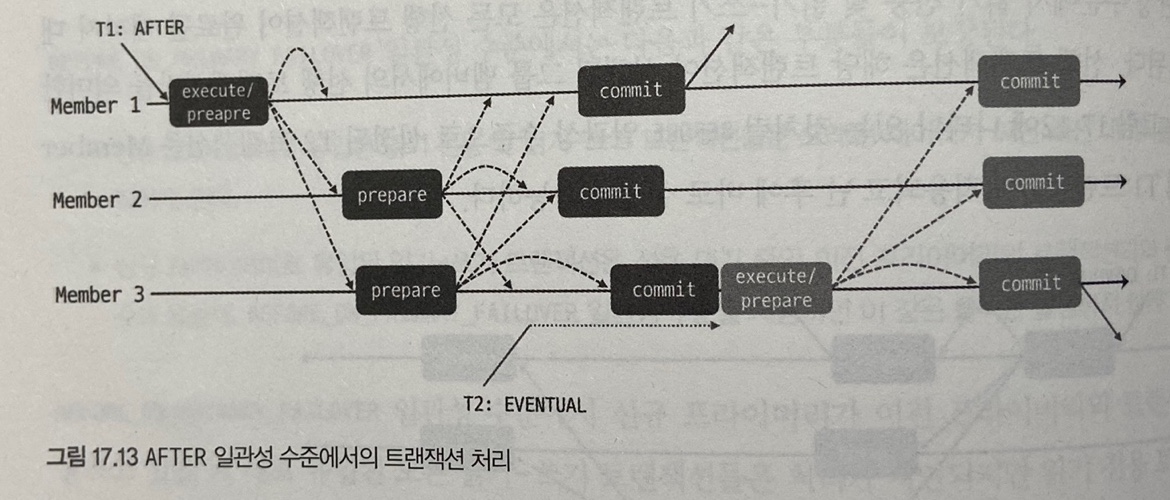 T1: AFTER
Member 1
execute/
preapre
commit
commit
Member 2
prepare
commit
commit
Member 3
prepare
commit
execute/
prepare
commit
T2: EVENTUAL
그림 17.13 AFTER 일관성 수준에서의 트랜잭션 처리